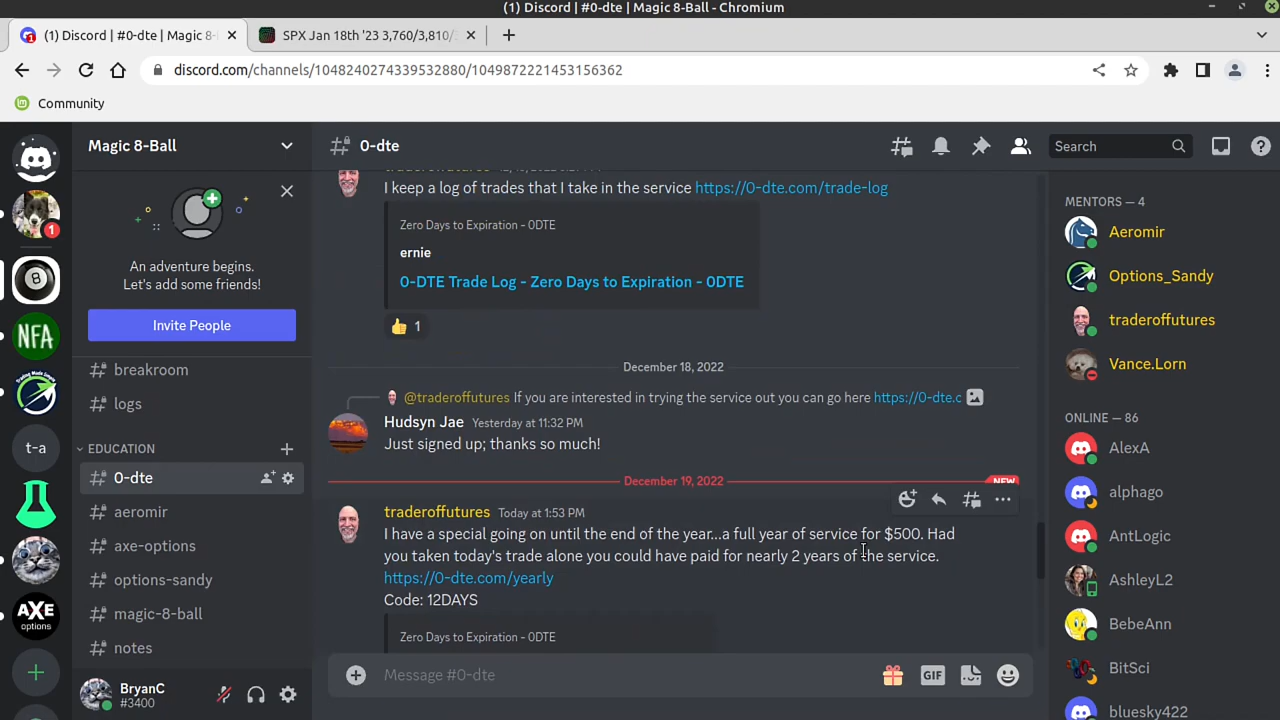 (1) Discord | #0-dte | Magic 8-Ball - Chromium
(1) Discord | #0-dte | Magic 8-
SPX Jan 18th '23 3,760/3,810/
discord.com/channels/1048240274339532880/1049872221453156362
Community
Magic 8-Ball
An adventure begins.
Let's add some friends!
Invite People
breakroom
logs
EDUCATION
0-dte
aeromir
axe-options
options-sandy
magic-8-ball
notes
BryanC
#3400
NFA
Trading Made Simple
t-a
AXE
options
1
8
0-dte
Search
I keep a log of trades that I take in the service https://0-dte.com/trade-log
Zero Days to Expiration - 0DTE
ernie
0-DTE Trade Log - Zero Days to Expiration - 0DTE
👍 1
December 18, 2022
@traderoffutures If you are interested in trying the service out you can go here https://0-dte.c
Hudsyn Jae Yesterday at 11:32 PM
Just signed up; thanks so much!
December 19, 2022
NEW
traderoffutures Today at 1:53 PM
I have a special going on until the end of the year...a full year of service for $500. Had
you taken today's trade alone you could have paid for nearly 2 years of the service.
https://0-dte.com/yearly
Code: 12DAYS
Zero Days to Expiration - 0DTE
Message #0-dte
GIF
MENTORS — 4
Aeromir
Options_Sandy
traderoffutures
Vance.Lorn
ONLINE — 86
AlexA
alphago
AntLogic
AshleyL2
BebeAnn
BitSci
bluesky422